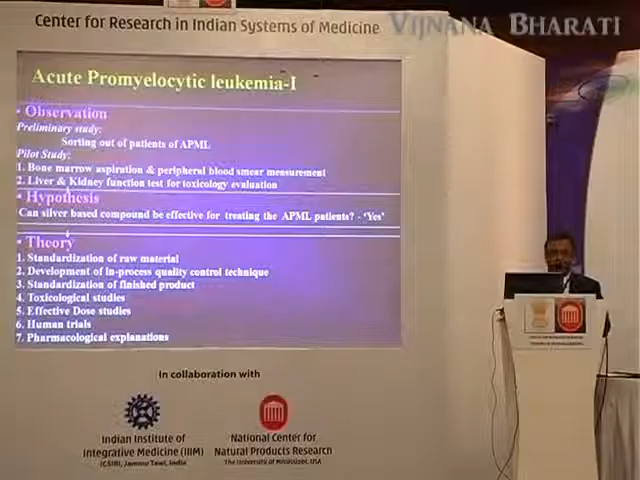 Center for Research in Indian Systems of Medicine
VIJNANA BHARATI
Acute Promyelocytic leukemia-I
• Observation
Preliminary study:
Sorting out of patients of APML
Pilot Study:
1. Bone marrow aspiration & peripheral blood smear measurement
2. Liver & Kidney function test for toxicology evaluation
• Hypothesis
Can silver based compound be effective for treating the APML patients? - ‘Yes’
• Theory
1. Standardization of raw material
2. Development of in-process quality control technique
3. Standardization of finished product
4. Toxicological studies
5. Effective Dose studies
6. Human trials
7. Pharmacological explanations
In collaboration with
Indian Institute of
Integrative Medicine (IIIM)
(CSIR), Jammu Tawi, India
National Center for
Natural Products Research
The University of Mississippi, USA